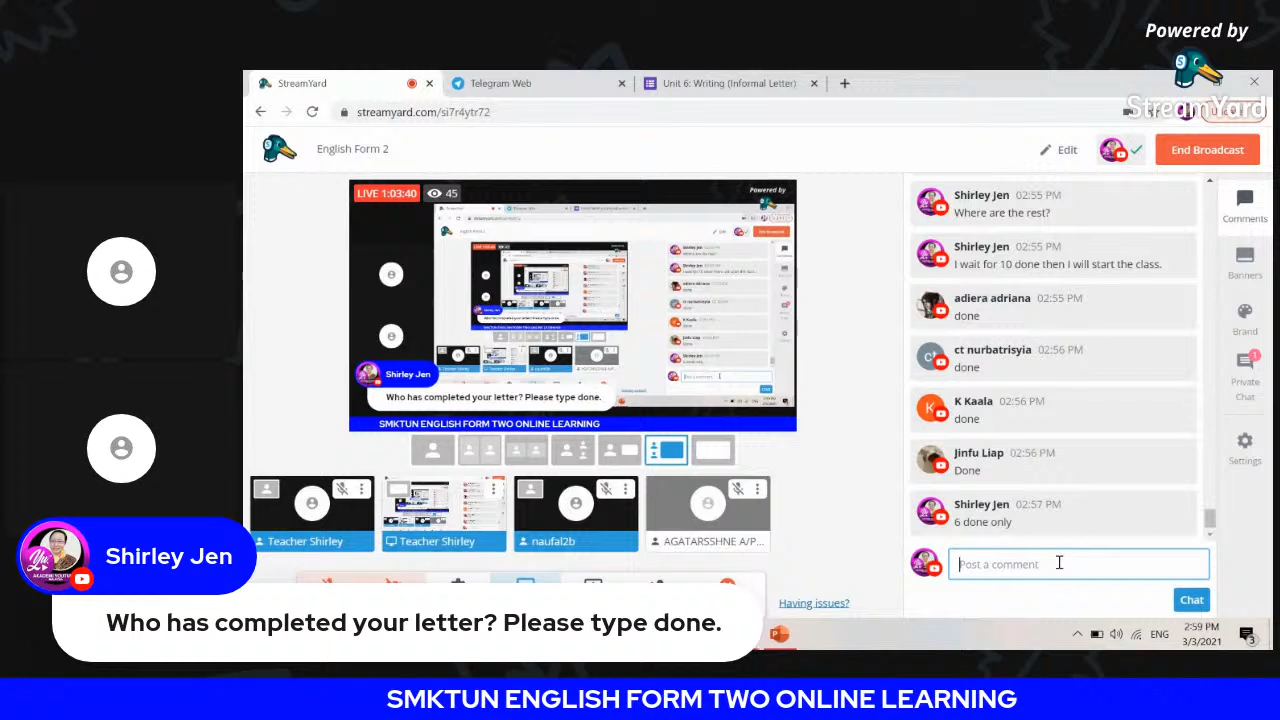 Powered by
StreamYard
StreamYard
Telegram Web
Unit 6: Writing (Informal Letter)
streamyard.com/si7r4ytr72
English Form 2
Edit
End Broadcast
LIVE 1:03:40
45
Powered by
Shirley Jen
Who has completed your letter? Please type done.
SMKTUN ENGLISH FORM TWO ONLINE LEARNING
Teacher Shirley
Teacher Shirley
naufal2b
AGATARSSHNE A/P...
Having issues?
Shirley Jen 02:55 PM
Where are the rest?
Shirley Jen 02:55 PM
I wait for 10 done then I will start the class.
adiera adriana 02:55 PM
done
ct nurbatrisyia 02:56 PM
done
K Kaala 02:56 PM
done
Jinfu Liap 02:56 PM
Done
Shirley Jen 02:57 PM
6 done only
Post a comment
Chat
Comments
Banners
Brand
1
Private
Chat
Settings
ENG
2:59 PM
3/3/2021
3
Shirley Jen
Who has completed your letter? Please type done.
SMKTUN ENGLISH FORM TWO ONLINE LEARNING